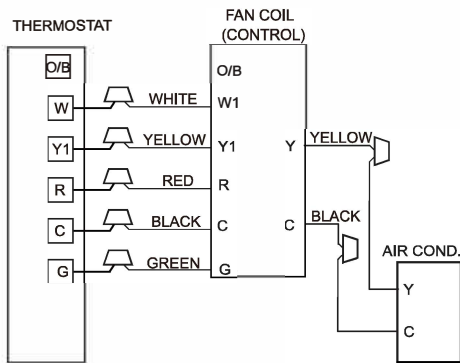 THERMOSTAT
FAN COIL
(CONTROL)
O/B
O/B
W
WHITE
W1
Y1
YELLOW
Y1
Y
YELLOW
R
RED
R
C
BLACK
C
C
BLACK
G
GREEN
G
AIR COND.
Y
C